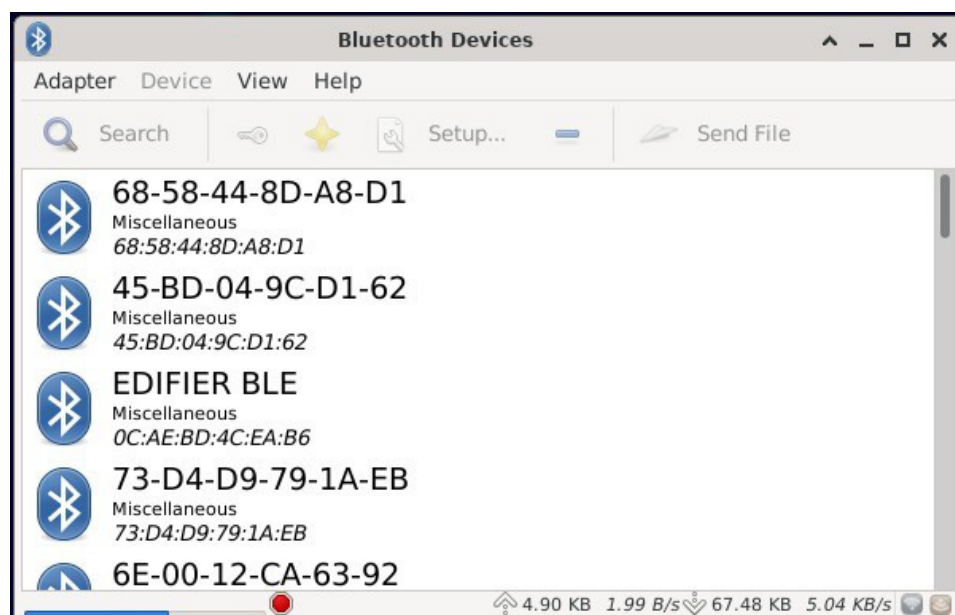 Bluetooth Devices
Adapter Device View Help
Search Setup... Send File
68-58-44-8D-A8-D1
Miscellaneous
68:58:44:8D:A8:D1
45-BD-04-9C-D1-62
Miscellaneous
45:BD:04:9C:D1:62
EDIFIER BLE
Miscellaneous
0C:AE:BD:4C:EA:B6
73-D4-D9-79-1A-EB
Miscellaneous
73:D4:D9:79:1A:EB
6E-00-12-CA-63-92
4.90 KB 1.99 B/s 67.48 KB 5.04 KB/s